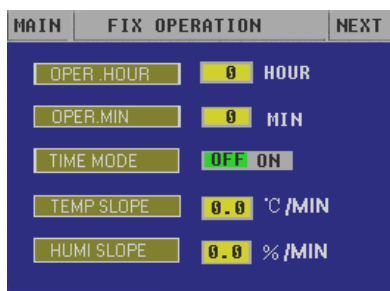 MAIN FIX OPERATION NEXT
OPER .HOUR 0 HOUR
OPER.MIN 0 MIN
TIME MODE OFF ON
TEMP SLOPE 0.0 ℃/MIN
HUMI SLOPE 0.0 %/MIN